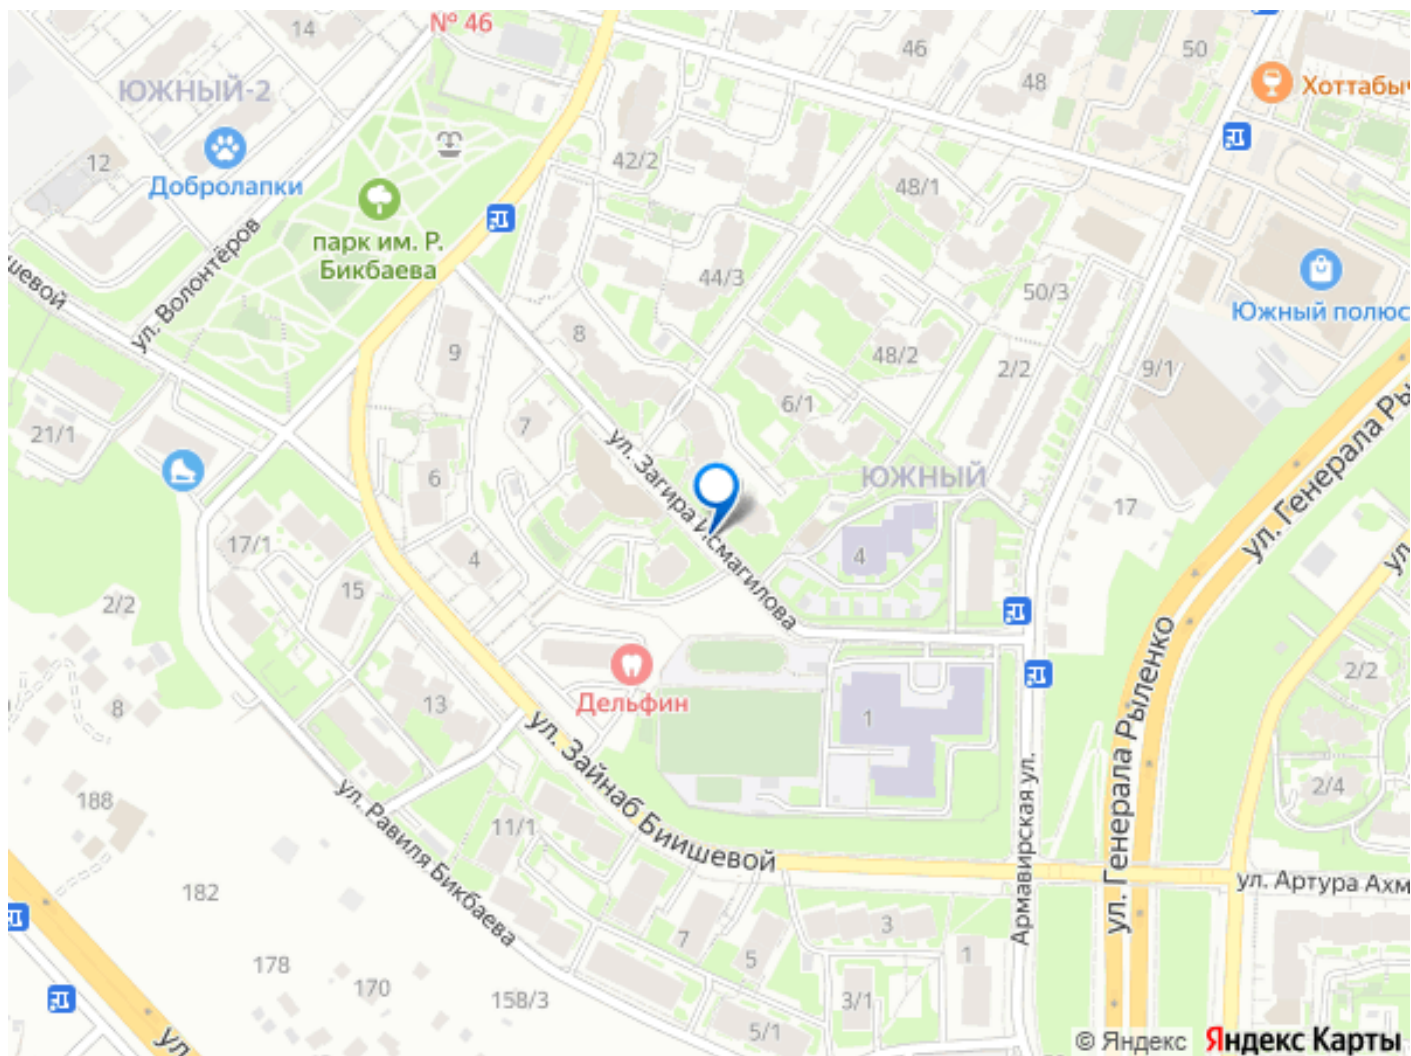 № 46
14
46
48
50
ЮЖНЫЙ-2
Хоттабыч
12
Добролапки
42/2
48/1
парк им. Р.
Бикбаева
ул. Волонтёров
шевой
44/3
50/3
Южный полюс
9
8
48/2
2/2
9/1
21/1
7
6/1
6
ул. Загира Исмагилова
ЮЖНЫЙ
17
ул. Генерала Ры
ул.
17/1
4
4
15
2/2
2/2
8
13
Дельфин
1
ул. Генерала Рыленко
188
ул. Зайнаб Биишевой
2/4
ул. Равиля Бикбаева
11/1
Армавирская ул.
182
ул. Артура Ахм
7
5
3
1
178
170
158/3
3/1
5/1
ул.
© Яндекс Яндекс Карты